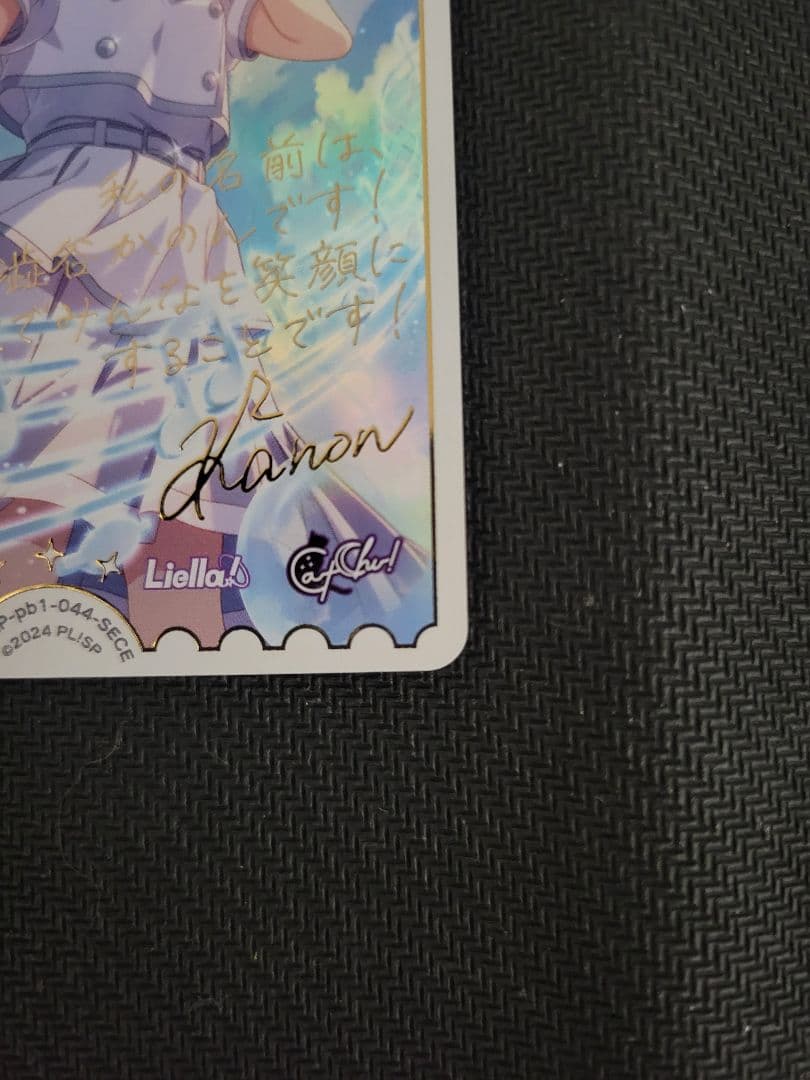 私の名前は、
澁谷かのんです!
でみんなを笑顔に
することです!
Kanon
Liella!
CatChu!
P-pb1-044-SECE
©2024 PL!SP